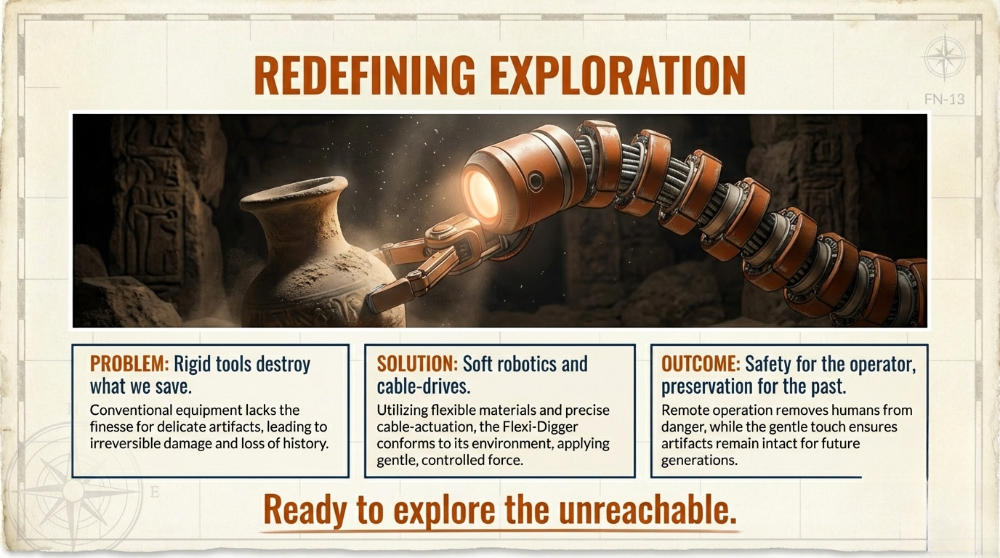 REDEFINING EXPLORATION
N
FN-13
PROBLEM: Rigid tools destroy
what we save.
Conventional equipment lacks the
finesse for delicate artifacts, leading to
irreversible damage and loss of history.
SOLUTION: Soft robotics and
cable-drives.
Utilizing flexible materials and precise
cable-actuation, the Flexi-Digger
conforms to its environment, applying
gentle, controlled force.
OUTCOME: Safety for the operator,
preservation for the past.
Remote operation removes humans from
danger, while the gentle touch ensures
artifacts remain intact for future
generations.
E
Ready to explore the unreachable.